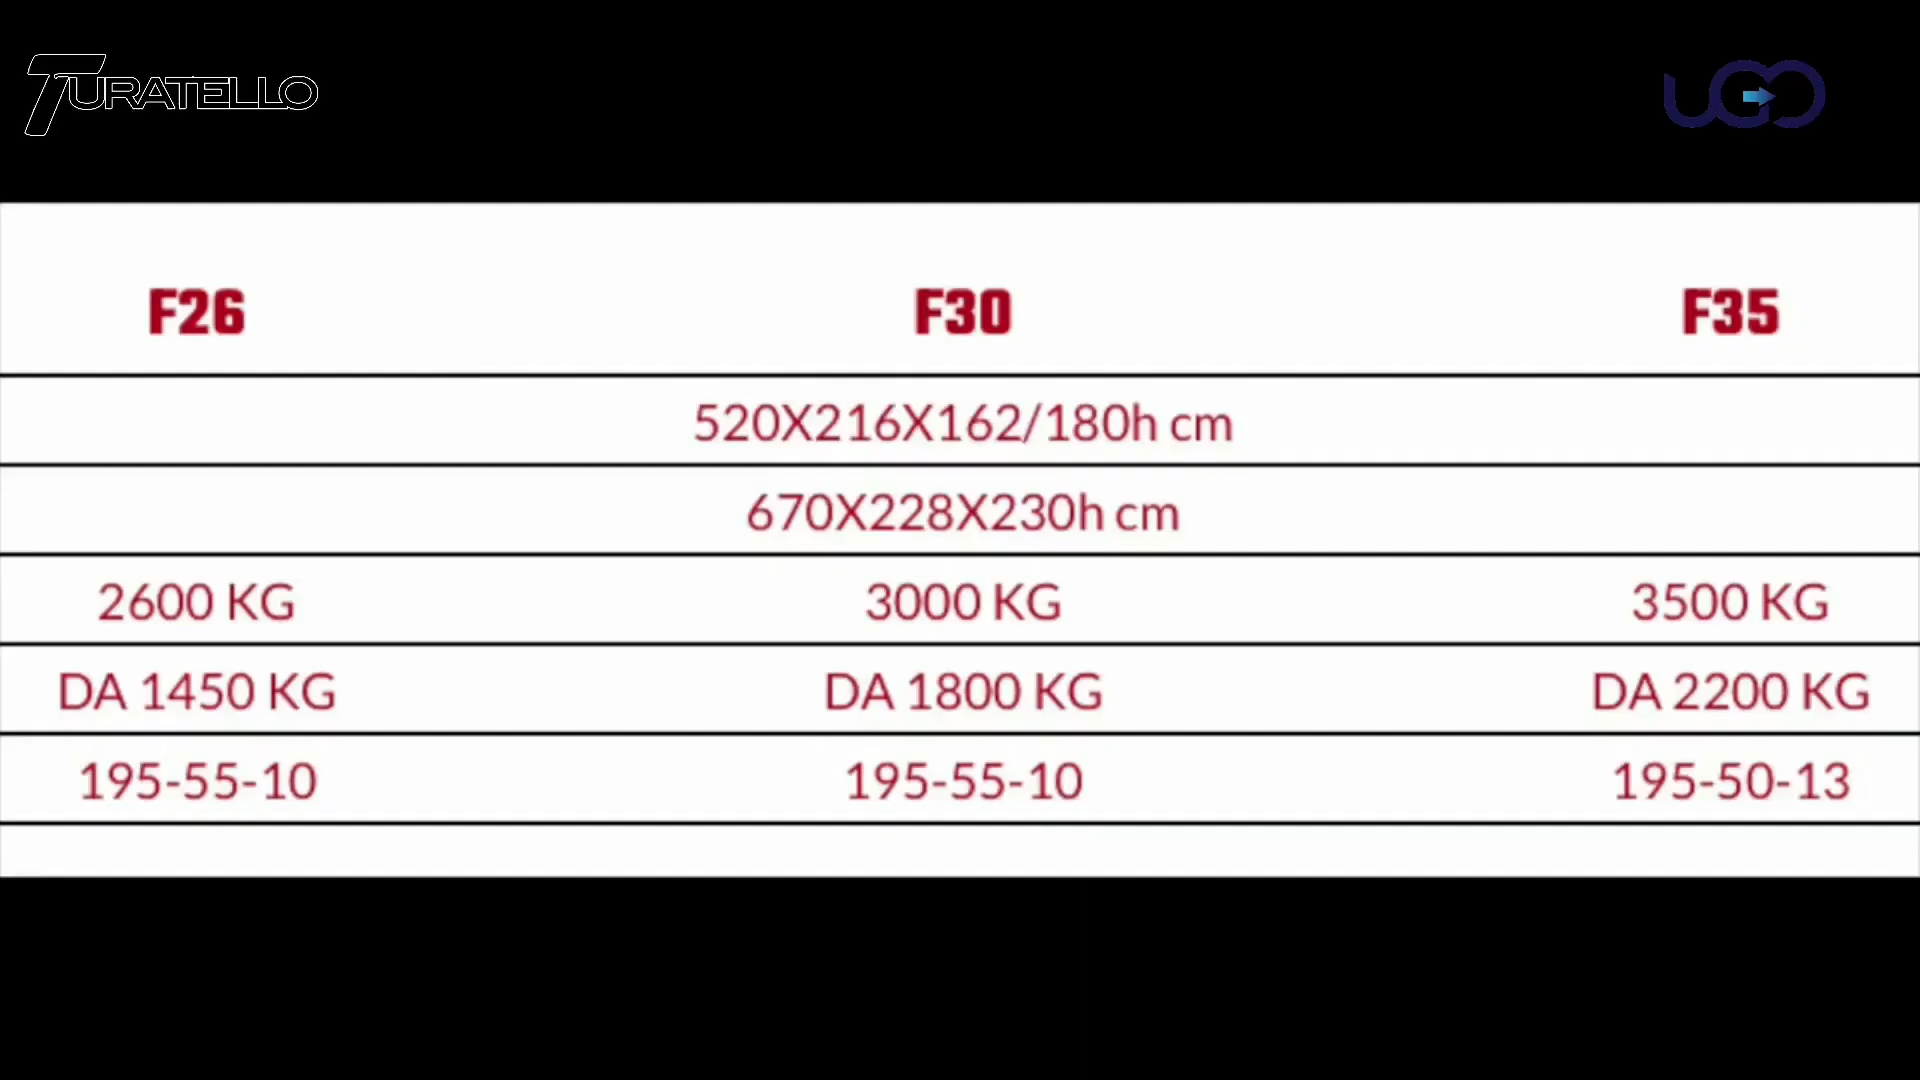 TURATELLO
UGO
F26 F30 F35
520X216X162/180h cm
670X228X230h cm
2600 KG 3000 KG 3500 KG
DA 1450 KG DA 1800 KG DA 2200 KG
195-55-10 195-55-10 195-50-13